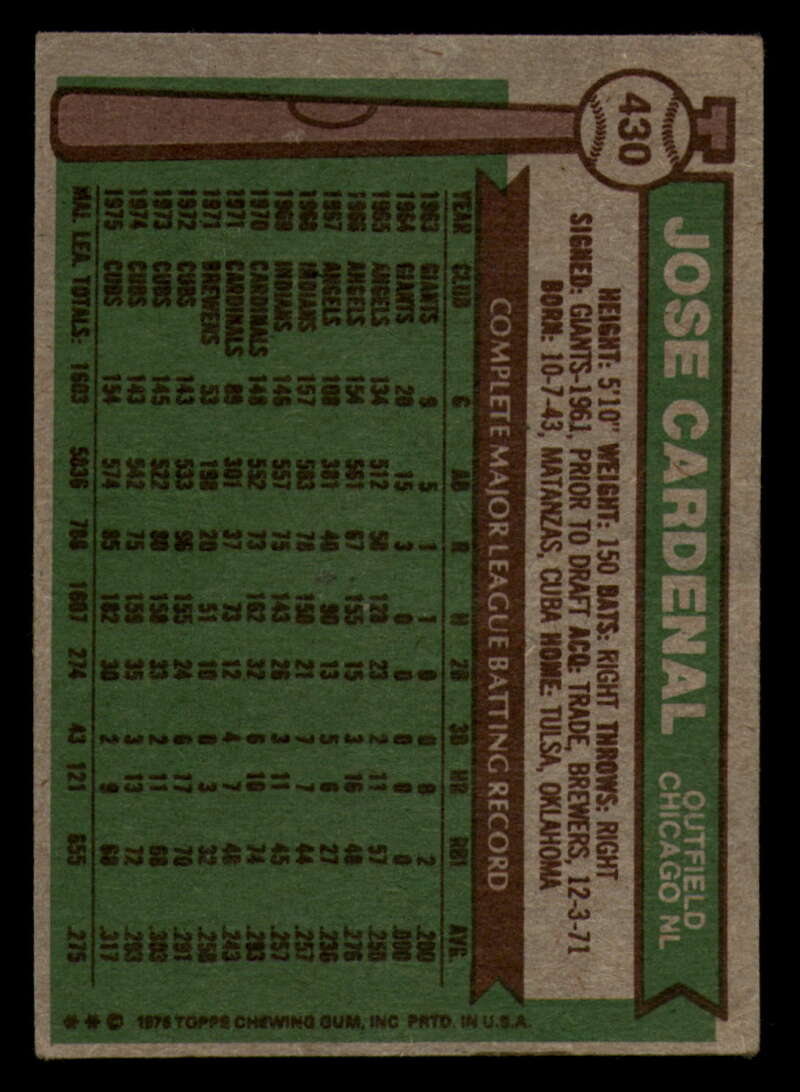 430
JOSE CARDENAL
OUTFIELD
CHICAGO NL
HEIGHT: 5'10" WEIGHT: 150 BATS: RIGHT THROWS: RIGHT
SIGNED: GIANTS-1961, PRIOR TO DRAFT ACQ: TRADE, BREWERS, 12-3-71
BORN: 10-7-43, MATANZAS, CUBA HOME: TULSA, OKLAHOMA
COMPLETE MAJOR LEAGUE BATTING RECORD
YEAR CLUB G AB R H 2B 3B HR RBI AVG.
1963 GIANTS 9 5 1 1 0 0 0 2 .200
1964 GIANTS 20 15 3 0 0 0 0 0 .000
1965 ANGELS 134 512 58 128 23 2 11 57 .250
1966 ANGELS 154 561 67 155 15 3 16 48 .276
1967 ANGELS 108 381 40 90 13 5 6 27 .236
1968 INDIANS 157 583 78 150 21 7 7 44 .257
1969 INDIANS 146 557 75 143 26 3 11 45 .257
1970 CARDINALS 148 552 73 162 32 6 10 74 .293
1971 CARDINALS 89 301 37 73 12 4 7 48 .243
1971 BREWERS 53 198 20 51 10 0 3 32 .258
1972 CUBS 143 533 96 155 24 6 17 70 .291
1973 CUBS 145 522 80 158 33 2 11 68 .303
1974 CUBS 143 542 75 159 35 3 13 72 .293
1975 CUBS 154 574 85 182 30 2 9 68 .317
MAJ. LEA. TOTALS: 1603 5836 788 1607 274 43 121 655 .275
** © 1976 TOPPS CHEWING GUM, INC PRTD. IN U.S.A.